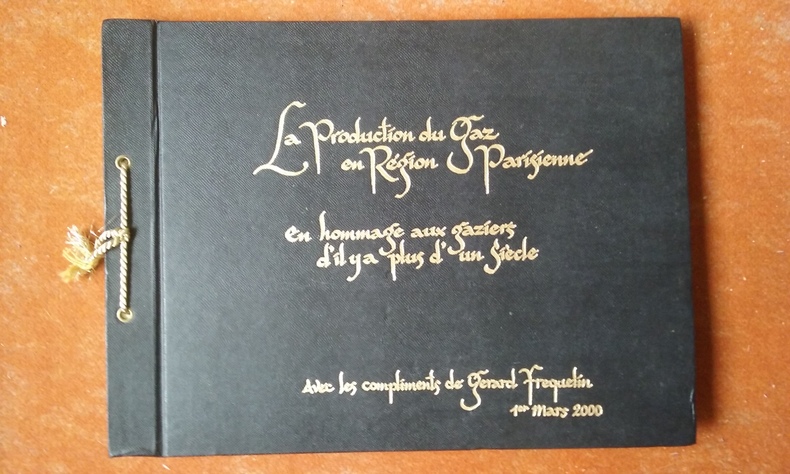 La Production du Gaz
en Région Parisienne
En hommage aux gaziers
d'il y a plus d'un Siècle
Avec les compliments de Gerard Frequelin
1er Mars 2000